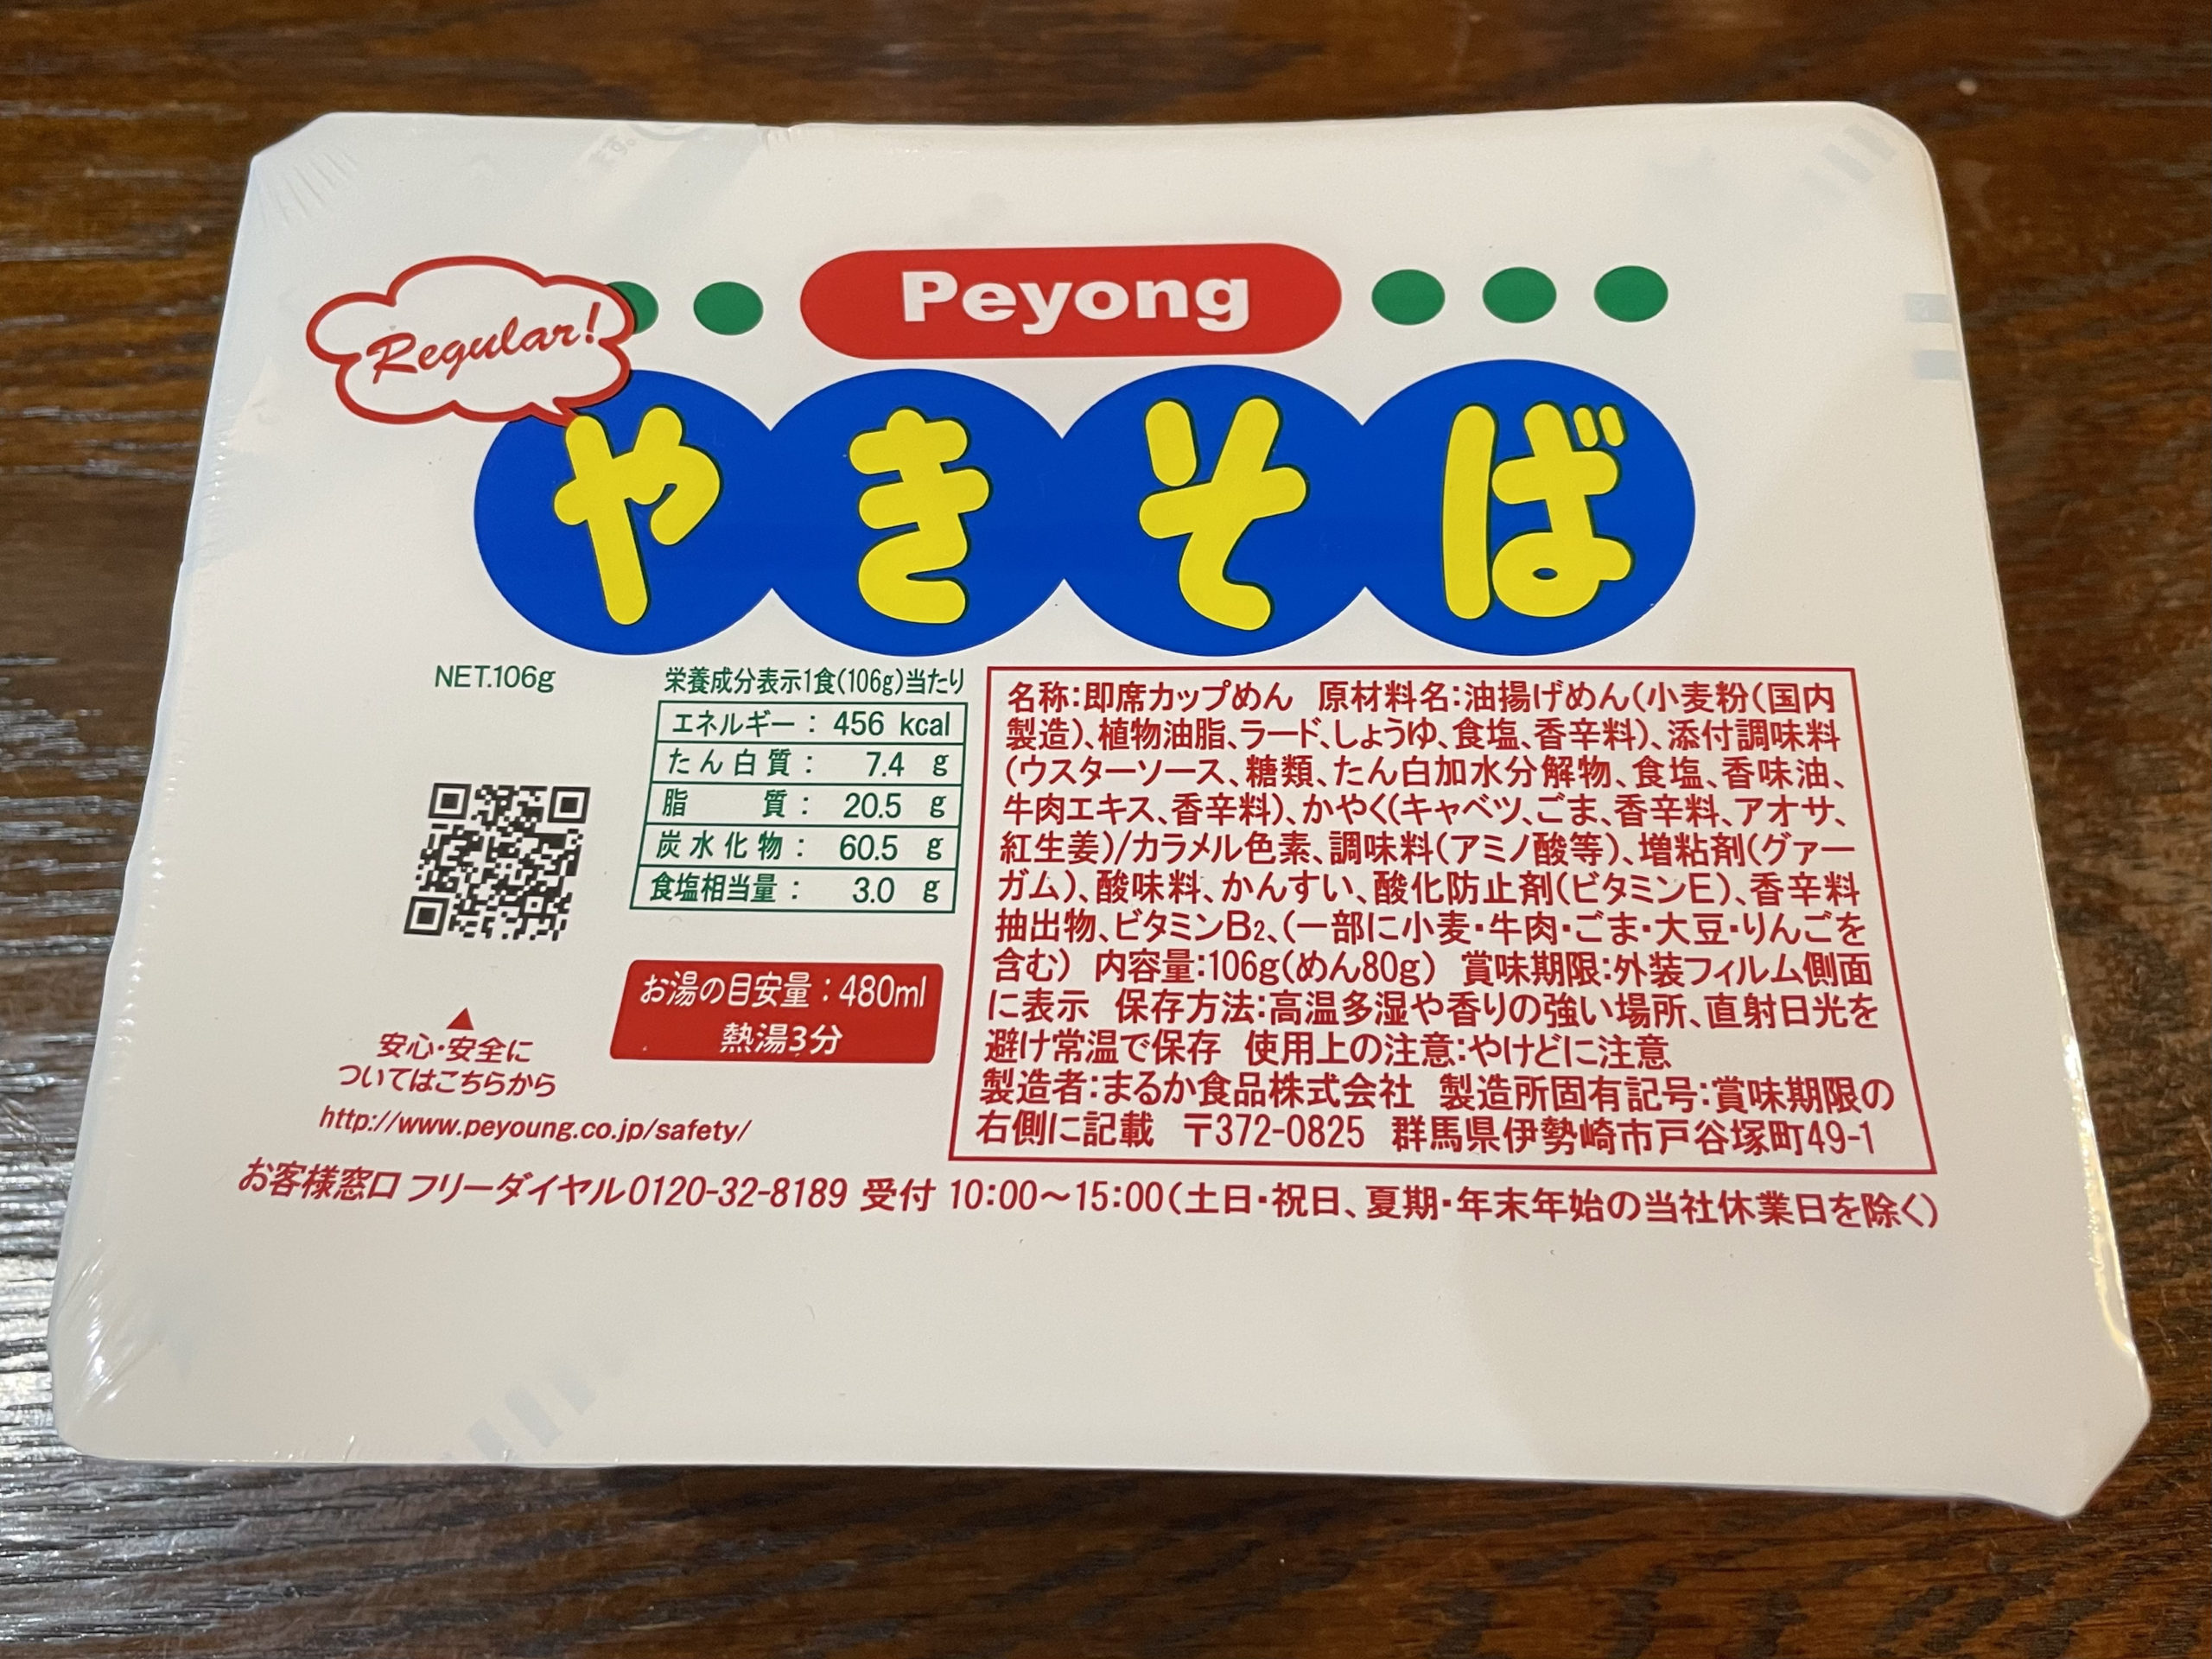 Regular!
Peyong
やきそば
NET.106g
栄養成分表示1食(106g)当たり
エネルギー： 456 kcal
たん白質： 7.4 g
脂質： 20.5 g
炭水化物： 60.5 g
食塩相当量： 3.0 g
お湯の目安量：480ml
熱湯3分
▲
安心・安全に
ついてはこちらから
http://www.peyoung.co.jp/safety/
名称：即席カップめん 原材料名：油揚げめん(小麦粉(国内
製造)、植物油脂、ラード、しょうゆ、食塩、香辛料)、添付調味料
(ウスターソース、糖類、たん白加水分解物、食塩、香味油、
牛肉エキス、香辛料)、かやく(キャベツ、ごま、香辛料、アオサ、
紅生姜)/カラメル色素、調味料(アミノ酸等)、増粘剤(グァー
ガム)、酸味料、かんすい、酸化防止剤(ビタミンE)、香辛料
抽出物、ビタミンB2、(一部に小麦・牛肉・ごま・大豆・りんごを
含む) 内容量：106g(めん80g) 賞味期限：外装フィルム側面
に表示 保存方法：高温多湿や香りの強い場所、直射日光を
避け常温で保存 使用上の注意：やけどに注意
製造者：まるか食品株式会社 製造所固有記号：賞味期限の
右側に記載 〒372-0825 群馬県伊勢崎市戸谷塚町49-1
お客様窓口 フリーダイヤル0120-32-8189 受付 10:00～15:00(土日・祝日、夏期・年末年始の当社休業日を除く)